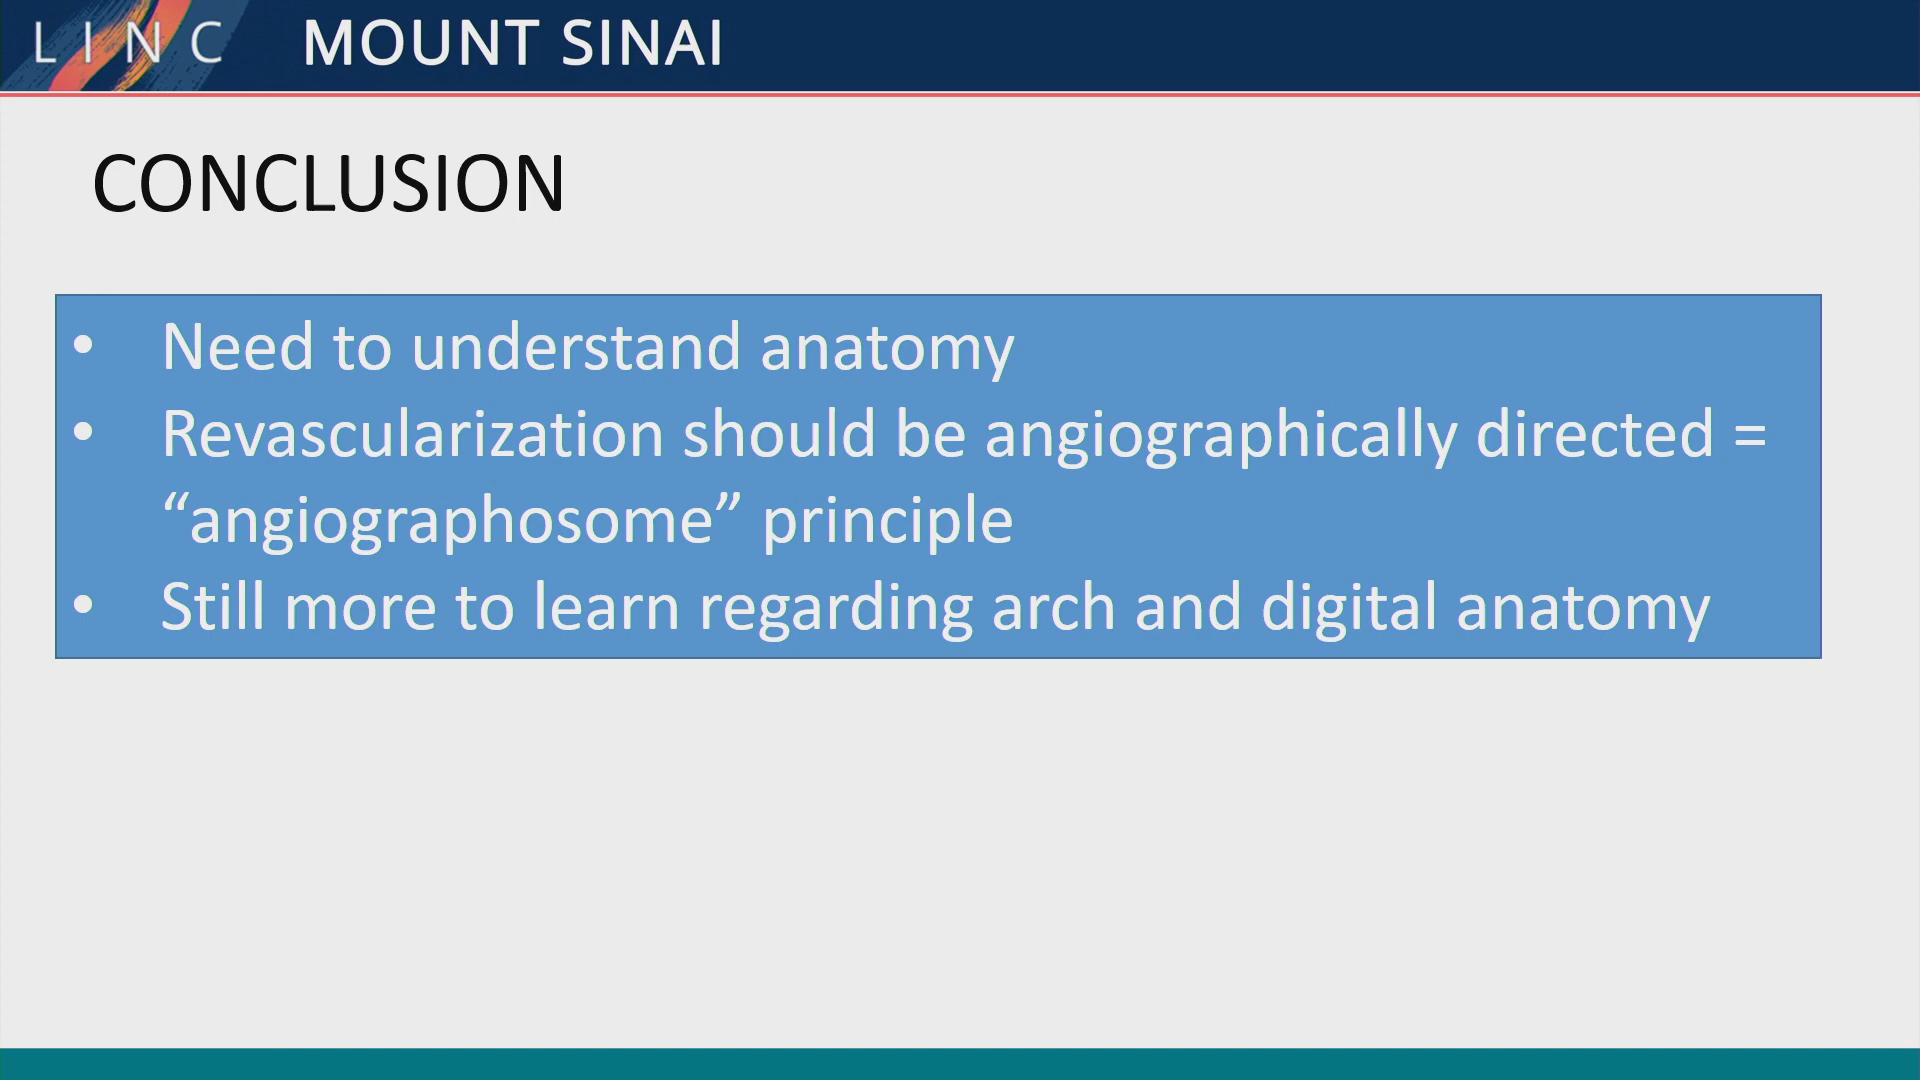 LINC MOUNT SINAI
CONCLUSION
• Need to understand anatomy
• Revascularization should be angiographically directed =
“angiographosome” principle
• Still more to learn regarding arch and digital anatomy